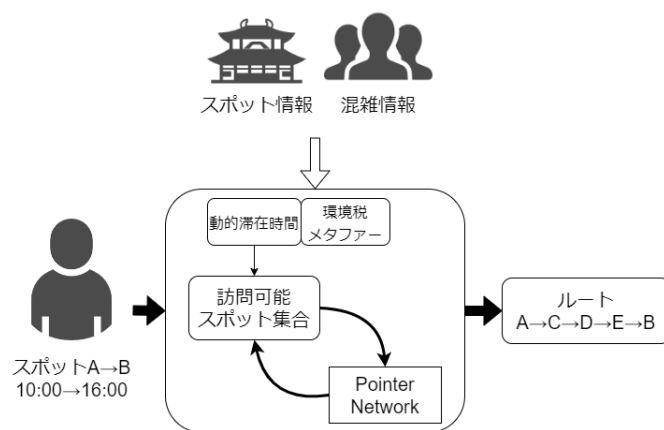 スポット情報
混雑情報
動的滞在時間
環境税
メタファー
訪問可能
スポット集合
Pointer
Network
スポットA→B
10:00→16:00
ルート
A→C→D→E→B